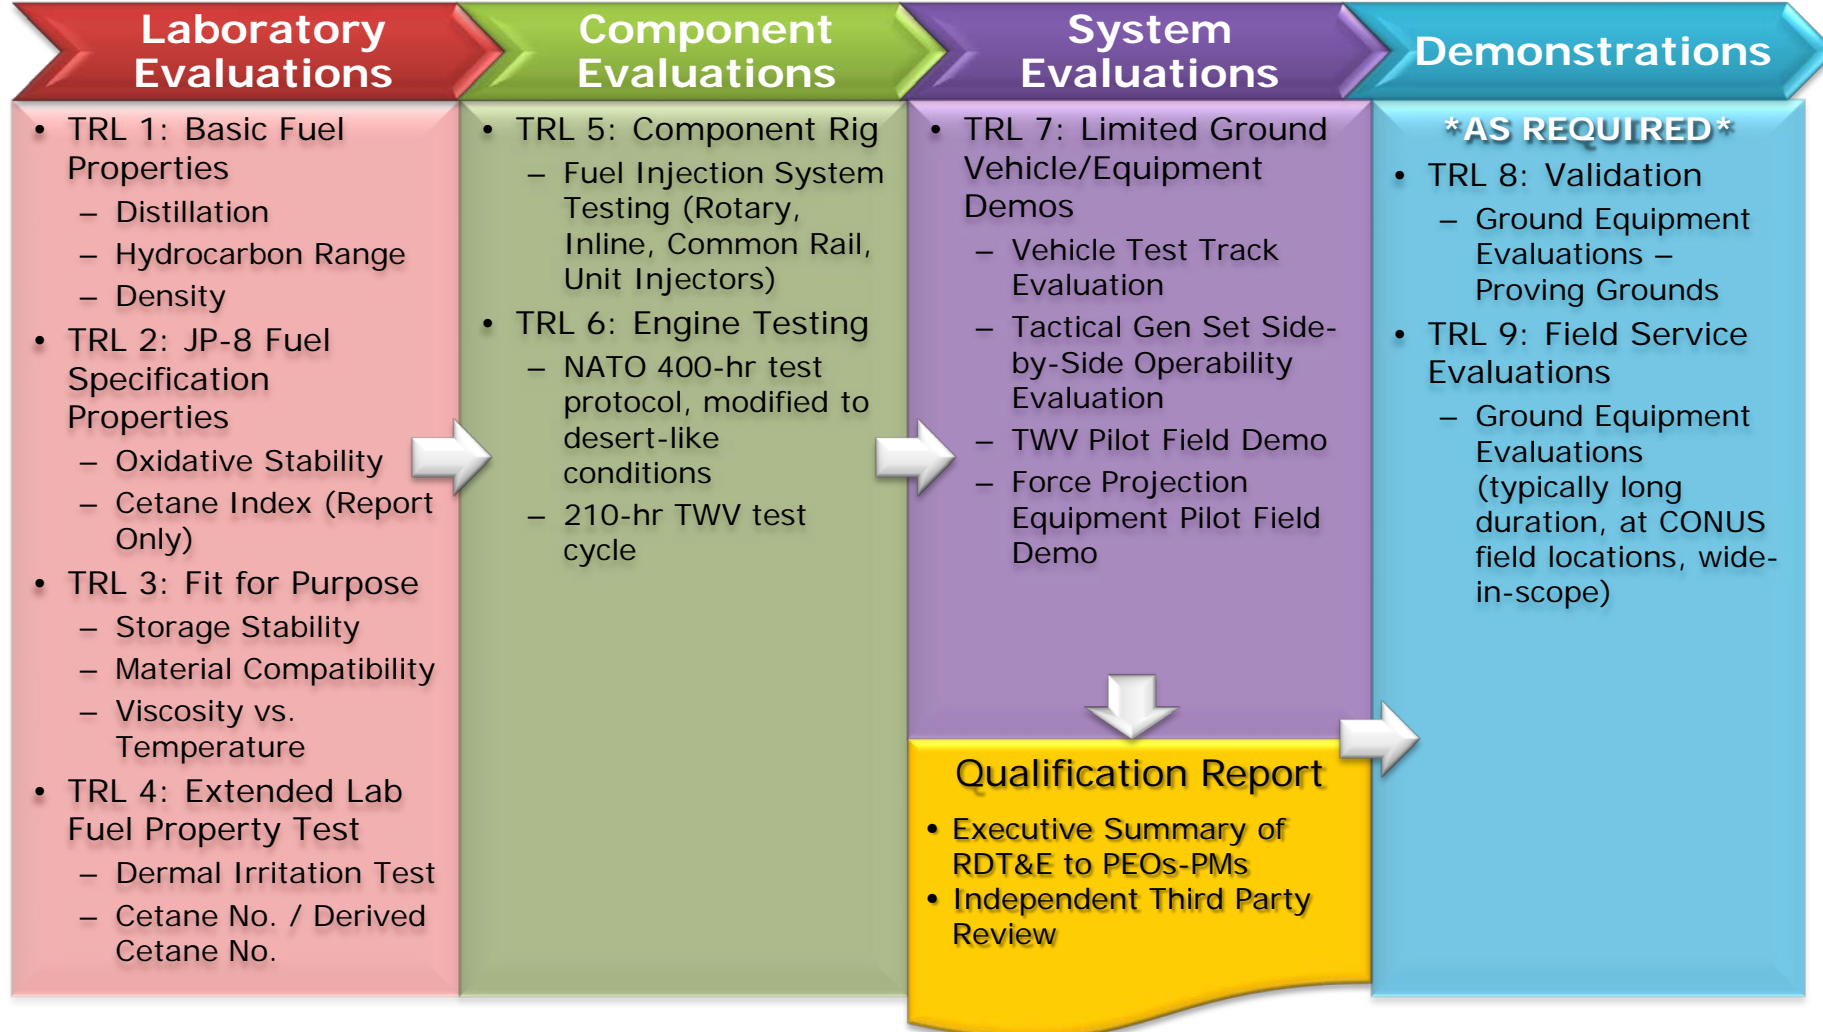 Laboratory
Evaluations
• TRL 1: Basic Fuel
Properties
– Distillation
– Hydrocarbon Range
– Density
• TRL 2: JP-8 Fuel
Specification
Properties
– Oxidative Stability
– Cetane Index (Report
Only)
• TRL 3: Fit for Purpose
– Storage Stability
– Material Compatibility
– Viscosity vs.
Temperature
• TRL 4: Extended Lab
Fuel Property Test
– Dermal Irritation Test
– Cetane No. / Derived
Cetane No.
Component
Evaluations
• TRL 5: Component Rig
– Fuel Injection System
Testing (Rotary,
Inline, Common Rail,
Unit Injectors)
• TRL 6: Engine Testing
– NATO 400-hr test
protocol, modified to
desert-like
conditions
– 210-hr TWV test
cycle
System
Evaluations
• TRL 7: Limited Ground
Vehicle/Equipment
Demos
– Vehicle Test Track
Evaluation
– Tactical Gen Set Side-
by-Side Operability
Evaluation
– TWV Pilot Field Demo
– Force Projection
Equipment Pilot Field
Demo
Qualification Report
• Executive Summary of
RDT&E to PEOs-PMs
• Independent Third Party
Review
Demonstrations
*AS REQUIRED*
• TRL 8: Validation
– Ground Equipment
Evaluations –
Proving Grounds
• TRL 9: Field Service
Evaluations
– Ground Equipment
Evaluations
(typically long
duration, at CONUS
field locations, wide-
in-scope)